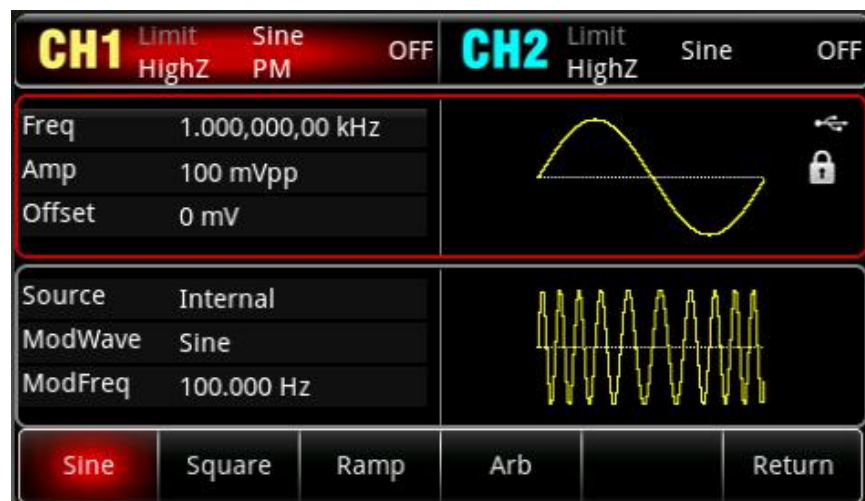 CH1 Limit Sine OFF CH2 Limit Sine OFF
HighZ PM HighZ
Freq 1.000,000,00 kHz
Amp 100 mVpp
Offset 0 mV
Source Internal
ModWave Sine
ModFreq 100.000 Hz
Sine Square Ramp Arb Return